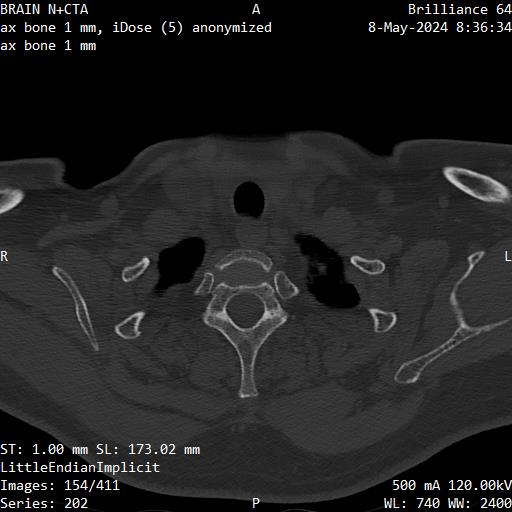 BRAIN N+CTA A Brilliance 64
ax bone 1 mm, iDose (5) anonymized 8-May-2024 8:36:34
ax bone 1 mm
R L
ST: 1.00 mm SL: 173.02 mm
LittleEndianImplicit
Images: 154/411 500 mA 120.00kV
Series: 202 P WL: 740 WW: 2400